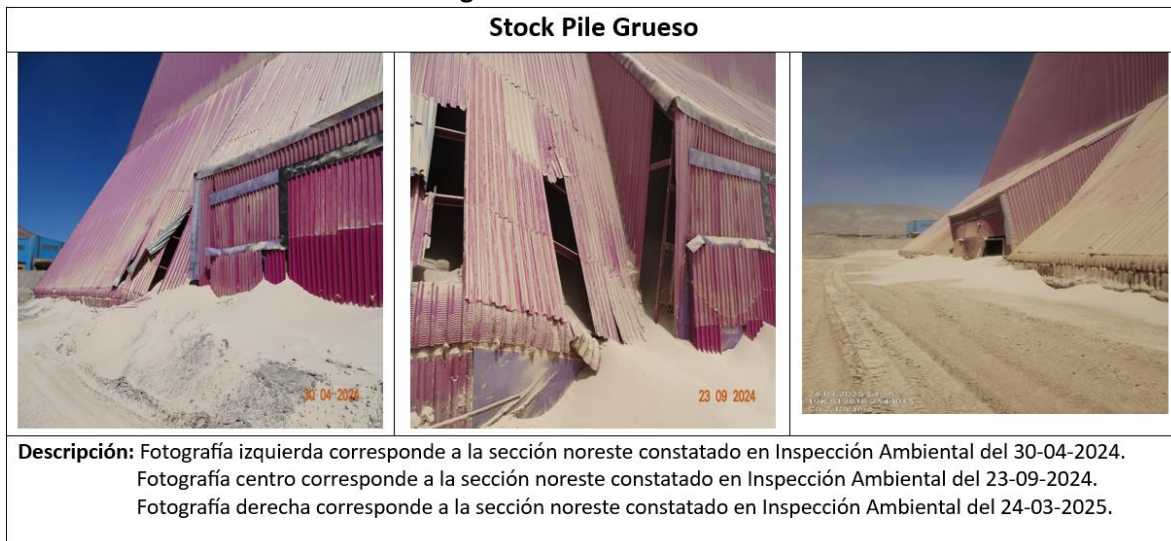 Stock Pile Grueso
30 04 2024
23 09 2024
Descripción: Fotografía izquierda corresponde a la sección noreste constatado en Inspección Ambiental del 30-04-2024.
Fotografía centro corresponde a la sección noreste constatado en Inspección Ambiental del 23-09-2024.
Fotografía derecha corresponde a la sección noreste constatado en Inspección Ambiental del 24-03-2025.